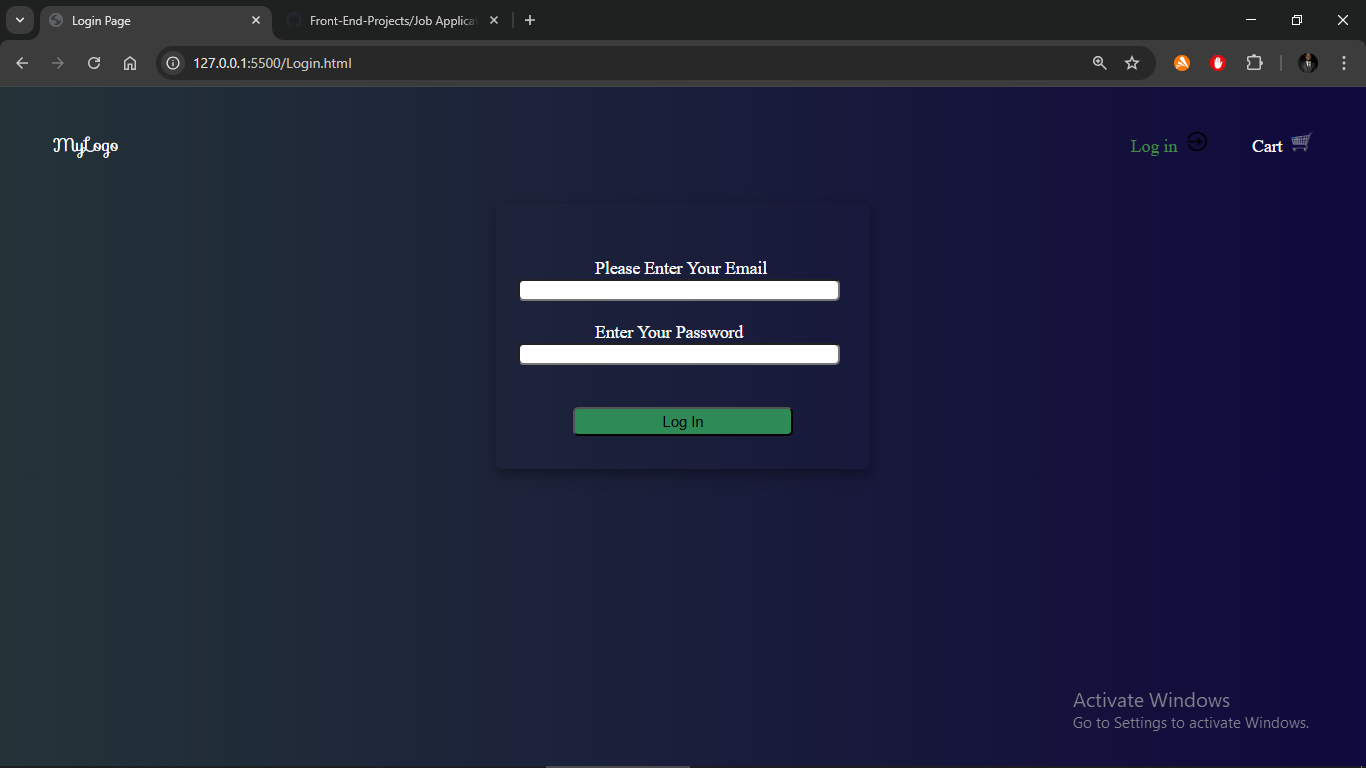 Login Page
Front-End-Projects/Job Applica
127.0.0.1:5500/Login.html
MyLogo
Log in
Cart
Please Enter Your Email
Enter Your Password
Log In
Activate Windows
Go to Settings to activate Windows.